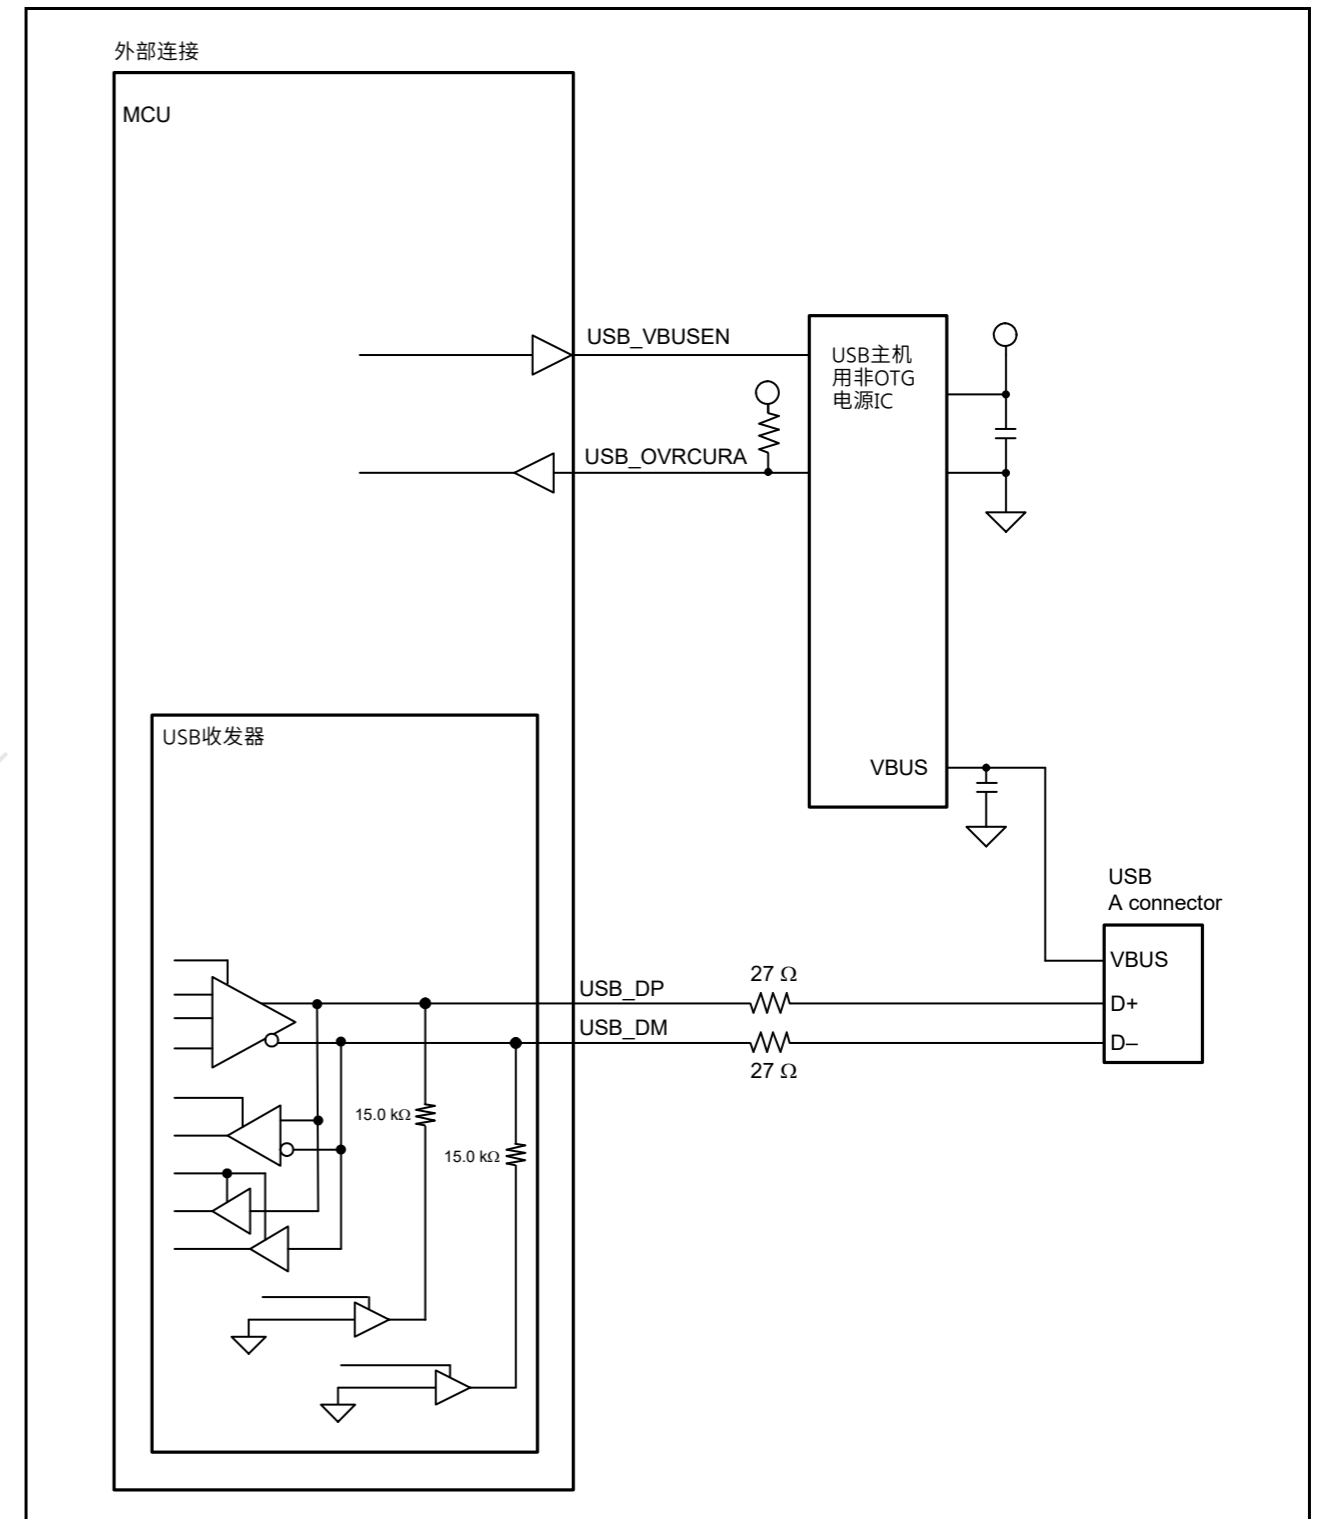 外部连接
MCU
USB_VBUSEN
USB主机
用非OTG
电源IC
USB_OVRCURA
USB收发器
VBUS
USB
A connector
VBUS
27 Ω
USB_DP
D+
USB_DM
D–
27 Ω
15.0 kΩ
15.0 kΩ